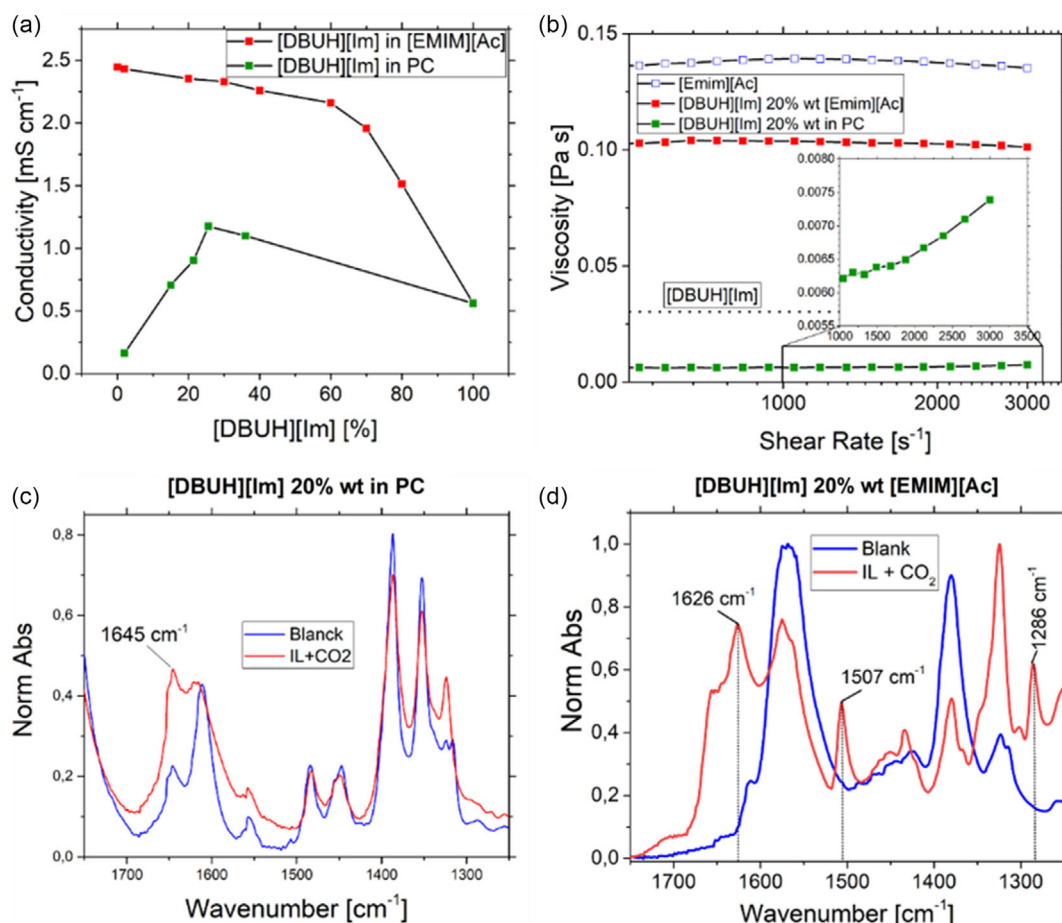 (a)
Conductivity [mS cm⁻¹]
2.5
2.0
1.5
1.0
0.5
0.0
[DBUH][Im] in [EMIM][Ac]
[DBUH][Im] in PC
0 20 40 60 80 100
[DBUH][Im] [%]
(b)
Viscosity [Pa s]
0.15
0.10
0.05
0.00
[Emim][Ac]
[DBUH][Im] 20% wt [Emim][Ac]
[DBUH][Im] 20% wt in PC
0.0080
0.0075
0.0070
0.0065
0.0060
0.0055
1000 1500 2000 2500 3000 3500
[DBUH][Im]
1000 2000 3000
Shear Rate [s⁻¹]
(c)
[DBUH][Im] 20% wt in PC
Norm Abs
0,8
0,6
0,4
0,2
0,0
1645 cm⁻¹
Blanck
IL+CO2
1700 1600 1500 1400 1300
Wavenumber [cm⁻¹]
(d)
[DBUH][Im] 20% wt [EMIM][Ac]
Norm Abs
1,0
0,8
0,6
0,4
0,2
0,0
Blank
IL + CO₂
1626 cm⁻¹
1507 cm⁻¹
1286 cm⁻¹
1700 1600 1500 1400 1300
Wavenumber [cm⁻¹]